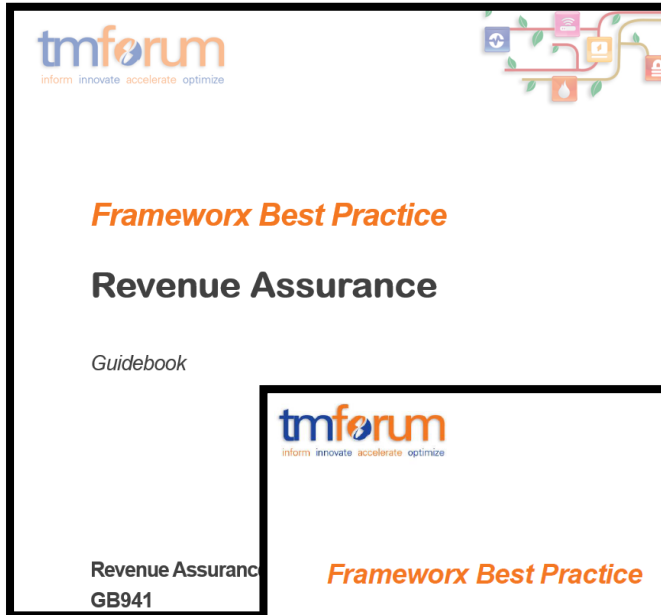 tmforum
inform innovate accelerate optimize
Frameworx Best Practice
Revenue Assurance
Guidebook
Revenue Assuranc
GB941
tmforum
inform innovate accelerate optimize
Frameworx Best Practice